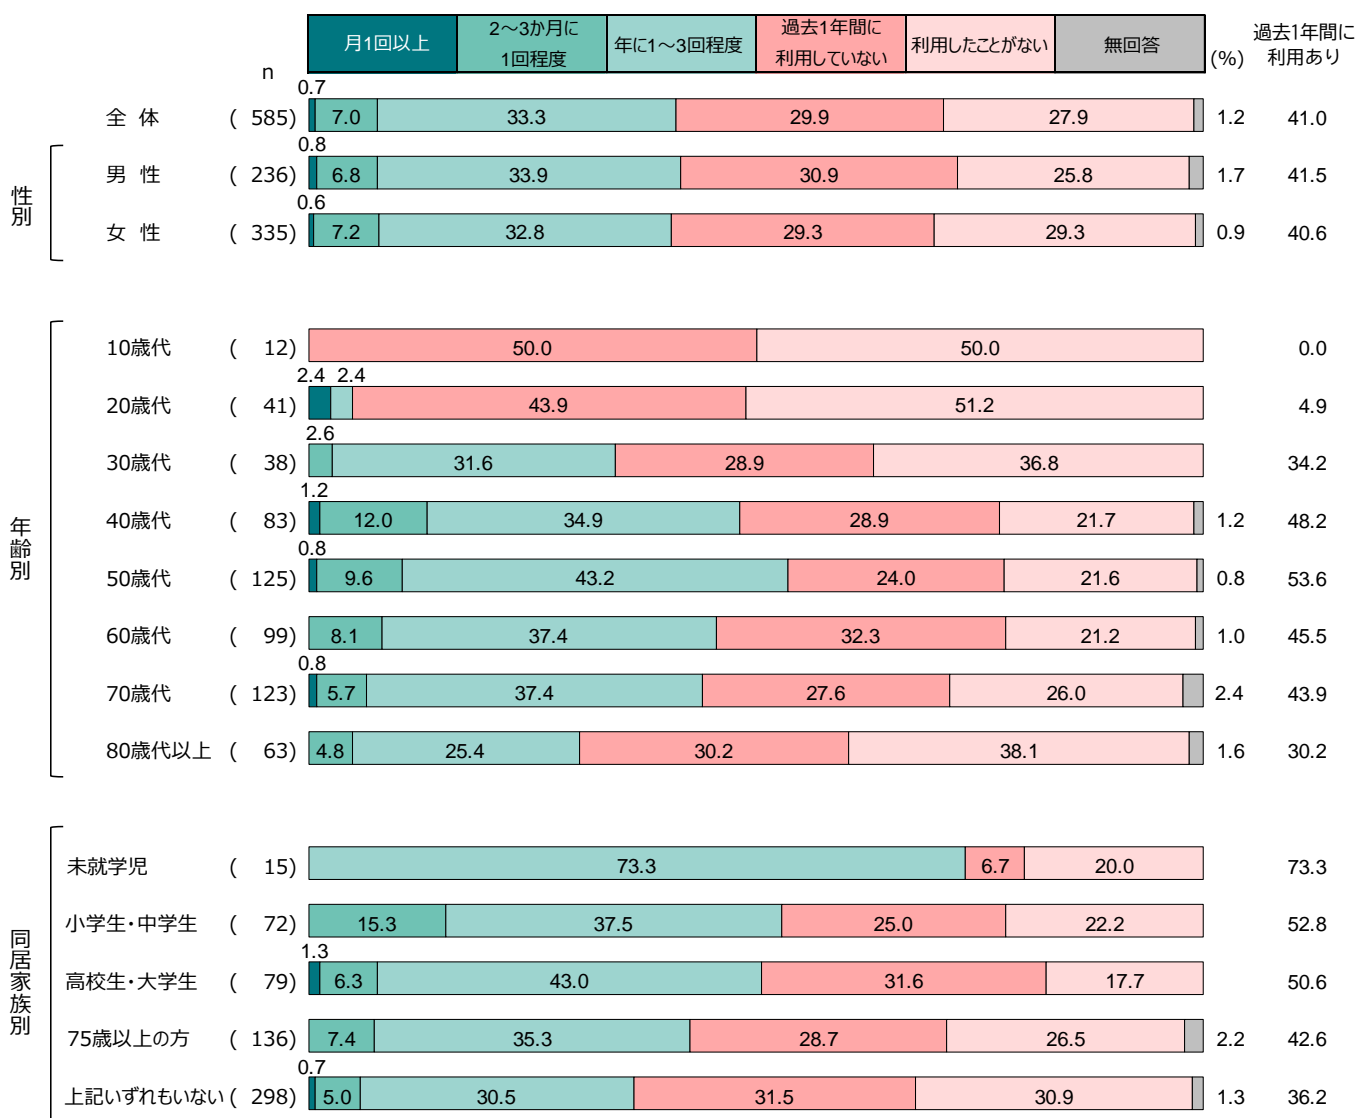 月1回以上
2～3か月に
1回程度
年に1～3回程度
過去1年間に
利用していない
利用したことがない
無回答
(%)
過去1年間に
利用あり
n
0.7
全 体 ( 585) 7.0 33.3 29.9 27.9 1.2 41.0
性別
0.8
男 性 ( 236) 6.8 33.9 30.9 25.8 1.7 41.5
0.6
女 性 ( 335) 7.2 32.8 29.3 29.3 0.9 40.6
年齢別
10歳代 ( 12) 50.0 50.0 0.0
2.4 2.4
20歳代 ( 41) 43.9 51.2 4.9
2.6
30歳代 ( 38) 31.6 28.9 36.8 34.2
1.2
40歳代 ( 83) 12.0 34.9 28.9 21.7 1.2 48.2
0.8
50歳代 ( 125) 9.6 43.2 24.0 21.6 0.8 53.6
60歳代 ( 99) 8.1 37.4 32.3 21.2 1.0 45.5
0.8
70歳代 ( 123) 5.7 37.4 27.6 26.0 2.4 43.9
80歳代以上 ( 63) 4.8 25.4 30.2 38.1 1.6 30.2
同居家族別
未就学児 ( 15) 73.3 6.7 20.0 73.3
小学生・中学生 ( 72) 15.3 37.5 25.0 22.2 52.8
1.3
高校生・大学生 ( 79) 6.3 43.0 31.6 17.7 50.6
75歳以上の方 ( 136) 7.4 35.3 28.7 26.5 2.2 42.6
0.7
上記いずれもいない ( 298) 5.0 30.5 31.5 30.9 1.3 36.2